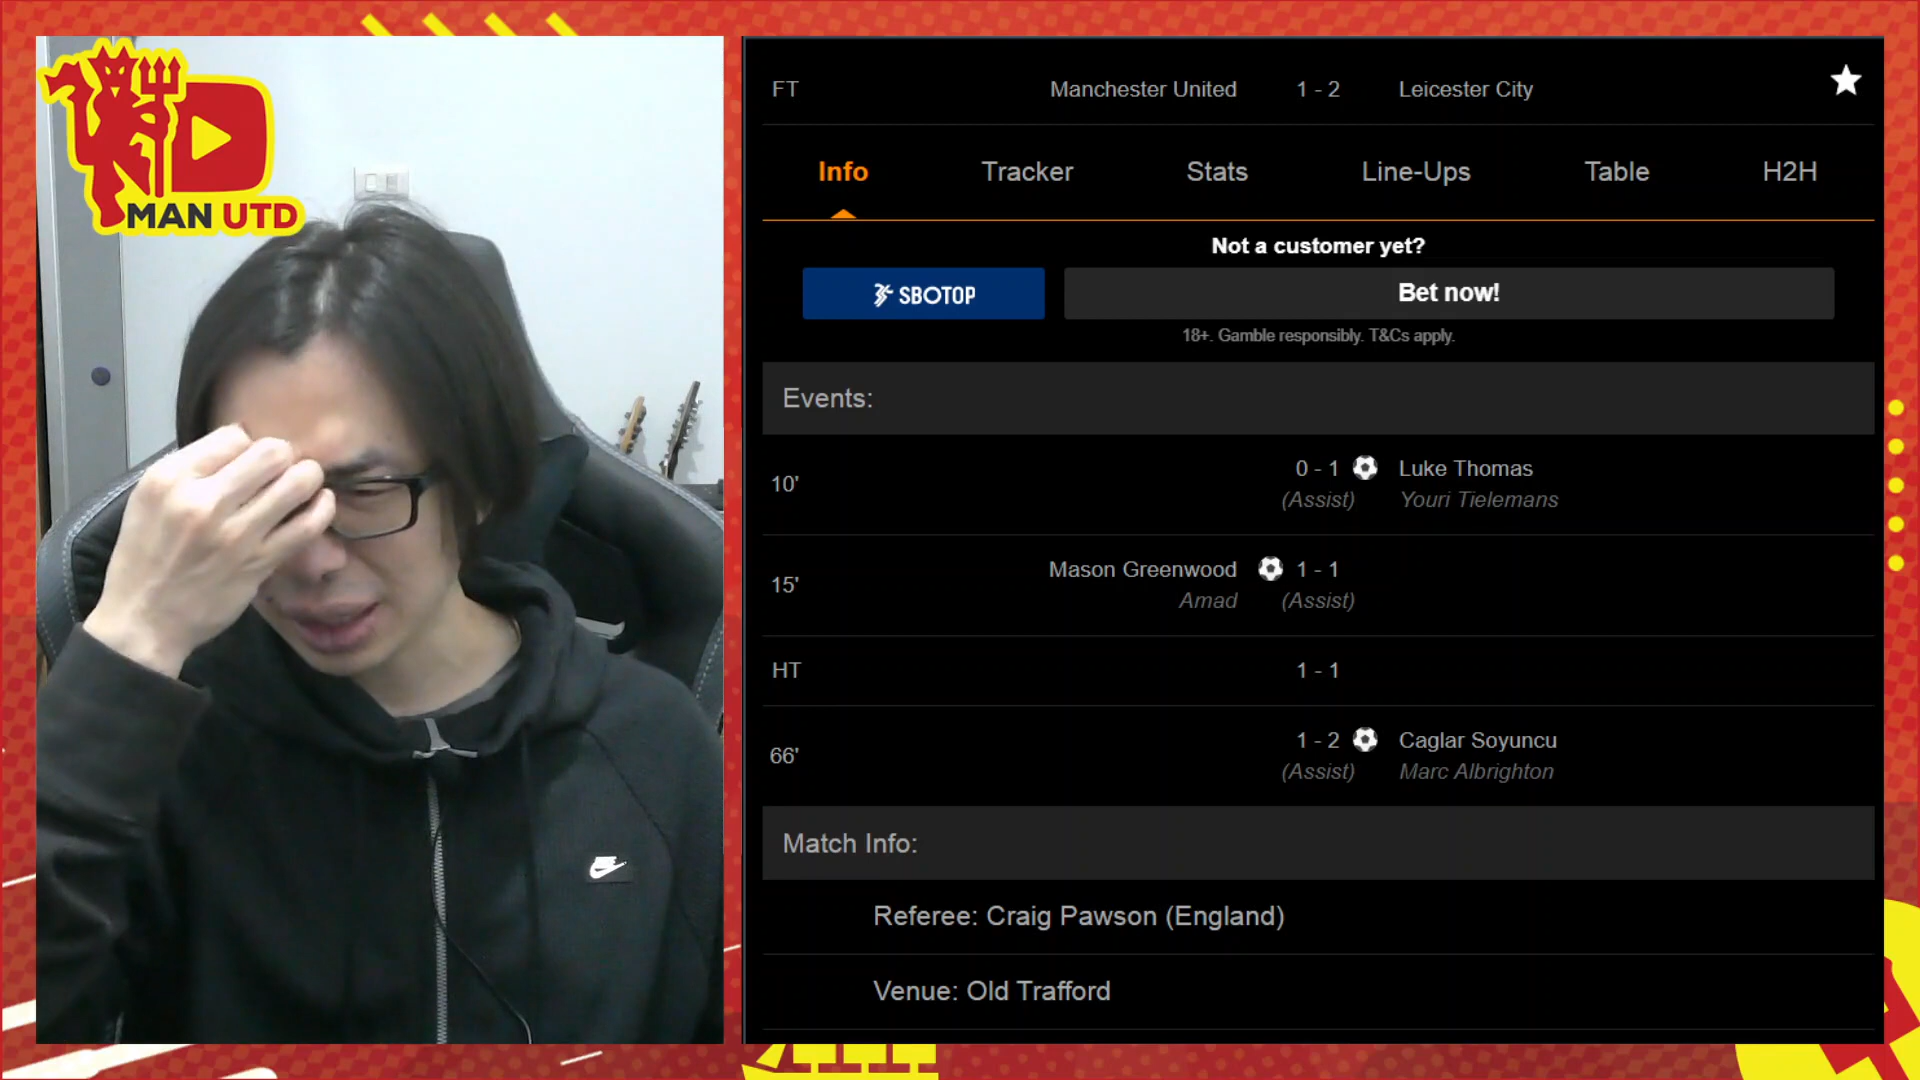 MAN UTD
FT Manchester United 1 - 2 Leicester City
Info Tracker Stats Line-Ups Table H2H
Not a customer yet?
SBOTOP Bet now!
18+. Gamble responsibly. T&Cs apply.
Events:
10' 0 - 1 Luke Thomas
(Assist) Youri Tielemans
15' Mason Greenwood 1 - 1
Amad (Assist)
HT 1 - 1
66' 1 - 2 Caglar Soyuncu
(Assist) Marc Albrighton
Match Info:
Referee: Craig Pawson (England)
Venue: Old Trafford